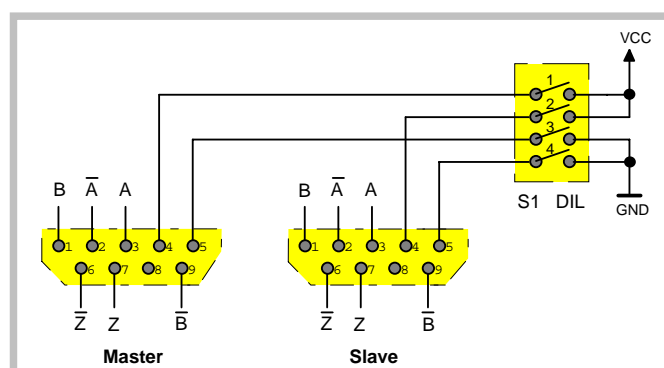 VCC
1
2
3
4
S1 DIL
GND
B A̅ A
1 2 3 4 5
6 7 8 9
Z̅ Z B̅
Master
B A̅ A
1 2 3 4 5
6 7 8 9
Z̅ Z B̅
Slave